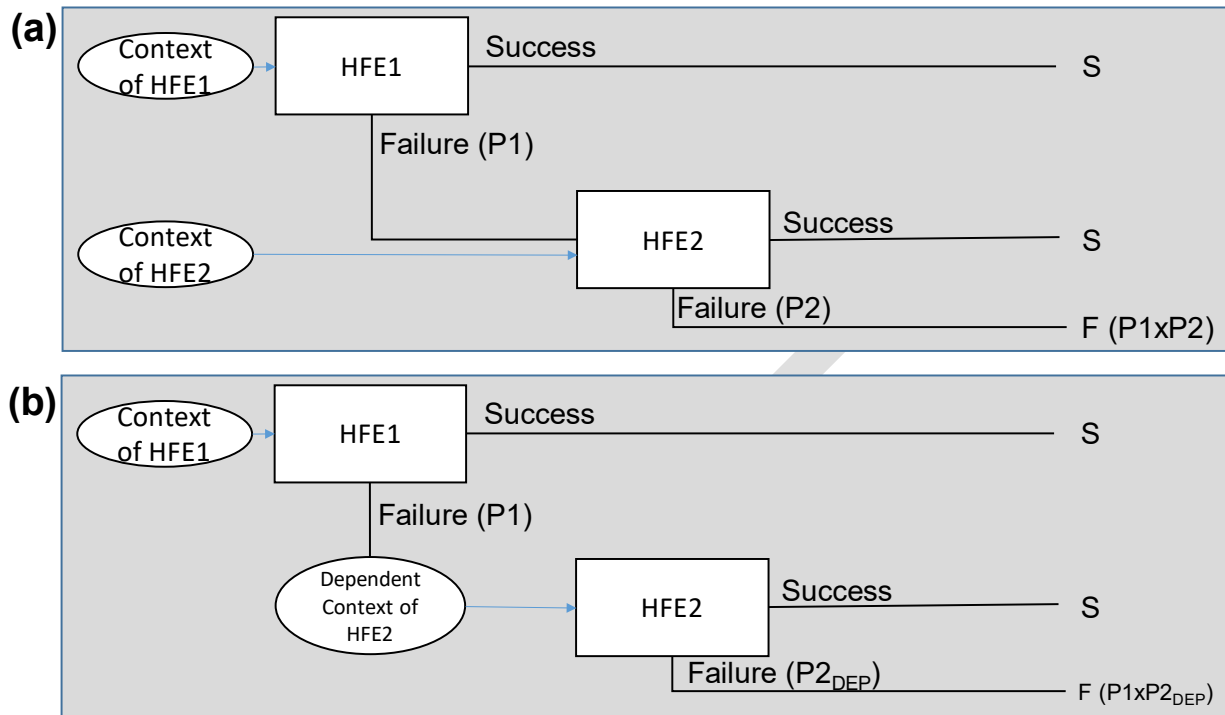 (a)
Context
of HFE1
HFE1
Success
S
Failure (P1)
Context
of HFE2
HFE2
Success
S
Failure (P2)
F (P1xP2)
(b)
Context
of HFE1
HFE1
Success
S
Failure (P1)
Dependent
Context of
HFE2
HFE2
Success
S
Failure (P2DEP)
F (P1xP2DEP)